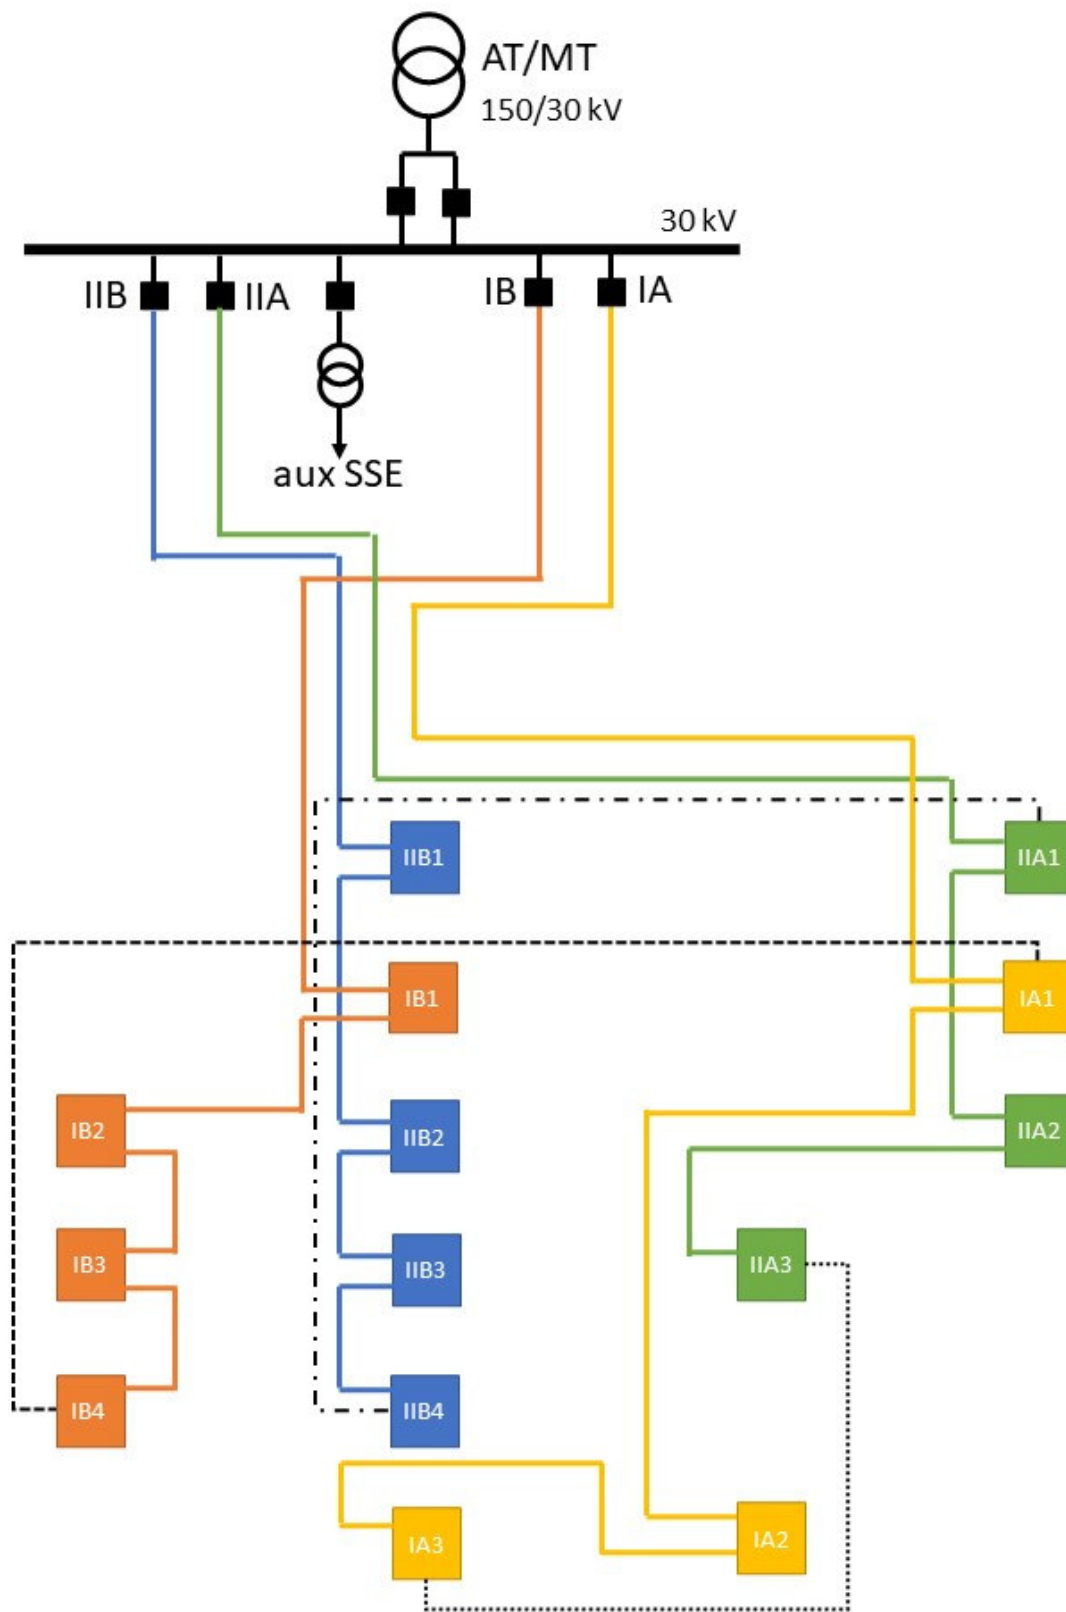 AT/MT
150/30 kV
30 kV
IIB
IIA
IB
IA
aux SSE
IIB1
IIA1
IB1
IA1
IB2
IIB2
IIA2
IB3
IIB3
IIA3
IB4
IIB4
IA3
IA2